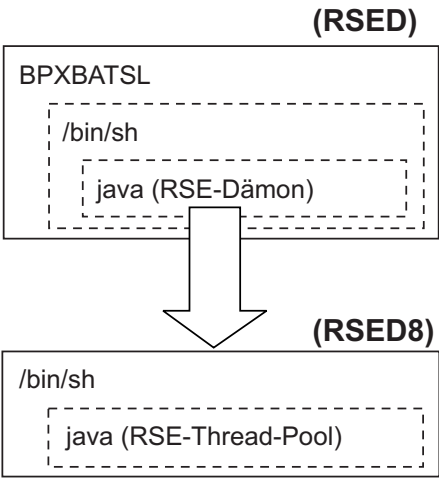 (RSED)
BPXBATSL
/bin/sh
java (RSE-Dämon)
(RSED8)
/bin/sh
java (RSE-Thread-Pool)